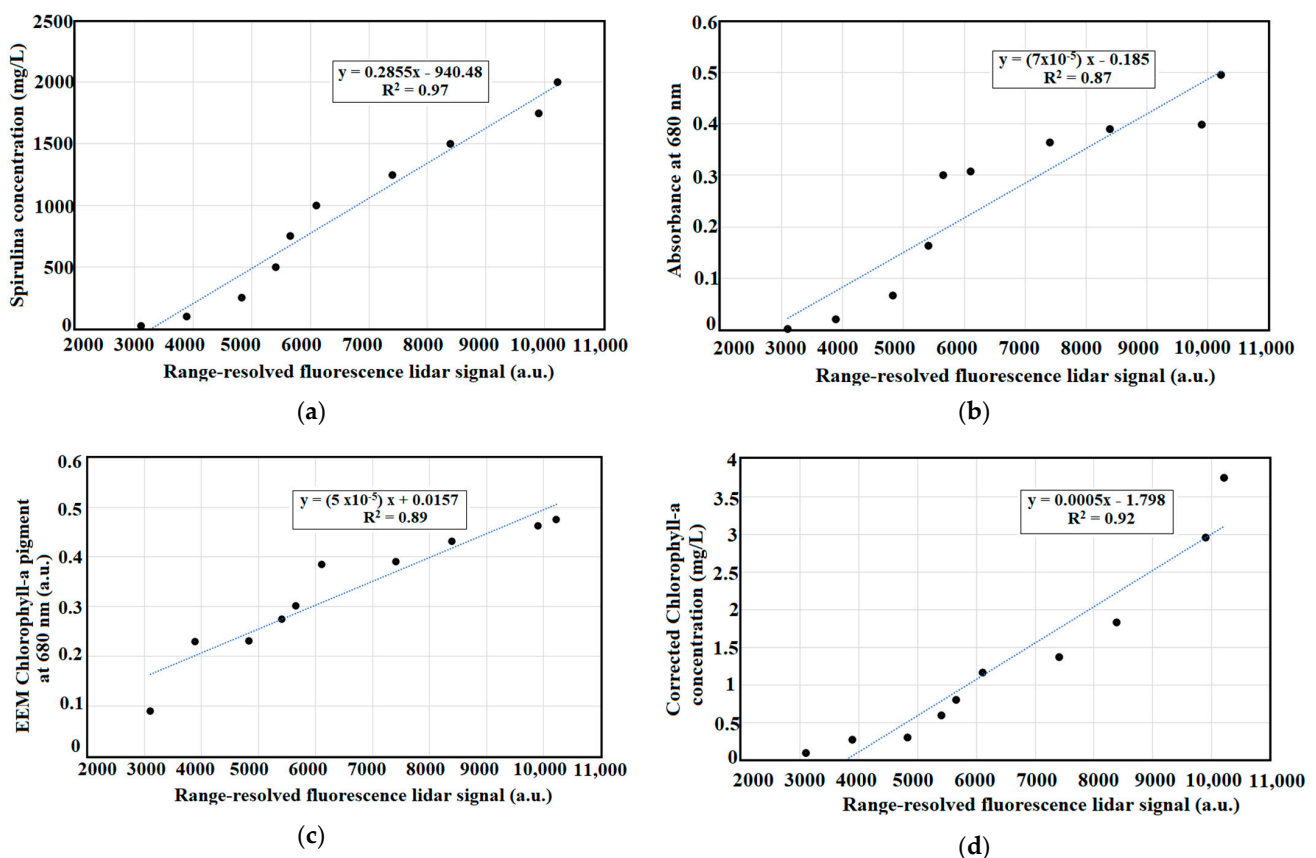 2500
2000
1500
1000
500
0
Spirulina concentration (mg/L)
y = 0.2855x - 940.48
R² = 0.97
2000 3000 4000 5000 6000 7000 8000 9000 10,000 11,000
Range-resolved fluorescence lidar signal (a.u.)
(a)
0.6
0.5
0.4
0.3
0.2
0.1
0
Absorbance at 680 nm
y = (7x10⁻⁵) x - 0.185
R² = 0.87
2000 3000 4000 5000 6000 7000 8000 9000 10,000 11,000
Range-resolved fluorescence lidar signal (a.u.)
(b)
0.6
0.5
0.4
0.3
0.2
0.1
0
EEM Chlorophyll-a pigment
at 680 nm (a.u.)
y = (5 x10⁻⁵) x + 0.0157
R² = 0.89
2000 3000 4000 5000 6000 7000 8000 9000 10,000 11,000
Range-resolved fluorescence lidar signal (a.u.)
(c)
4
3.5
3
2.5
2
1.5
1
0.5
0
Corrected Chlorophyll-a
concentration (mg/L)
y = 0.0005x - 1.798
R² = 0.92
2000 3000 4000 5000 6000 7000 8000 9000 10,000 11,000
Range-resolved fluorescence lidar signal (a.u.)
(d)